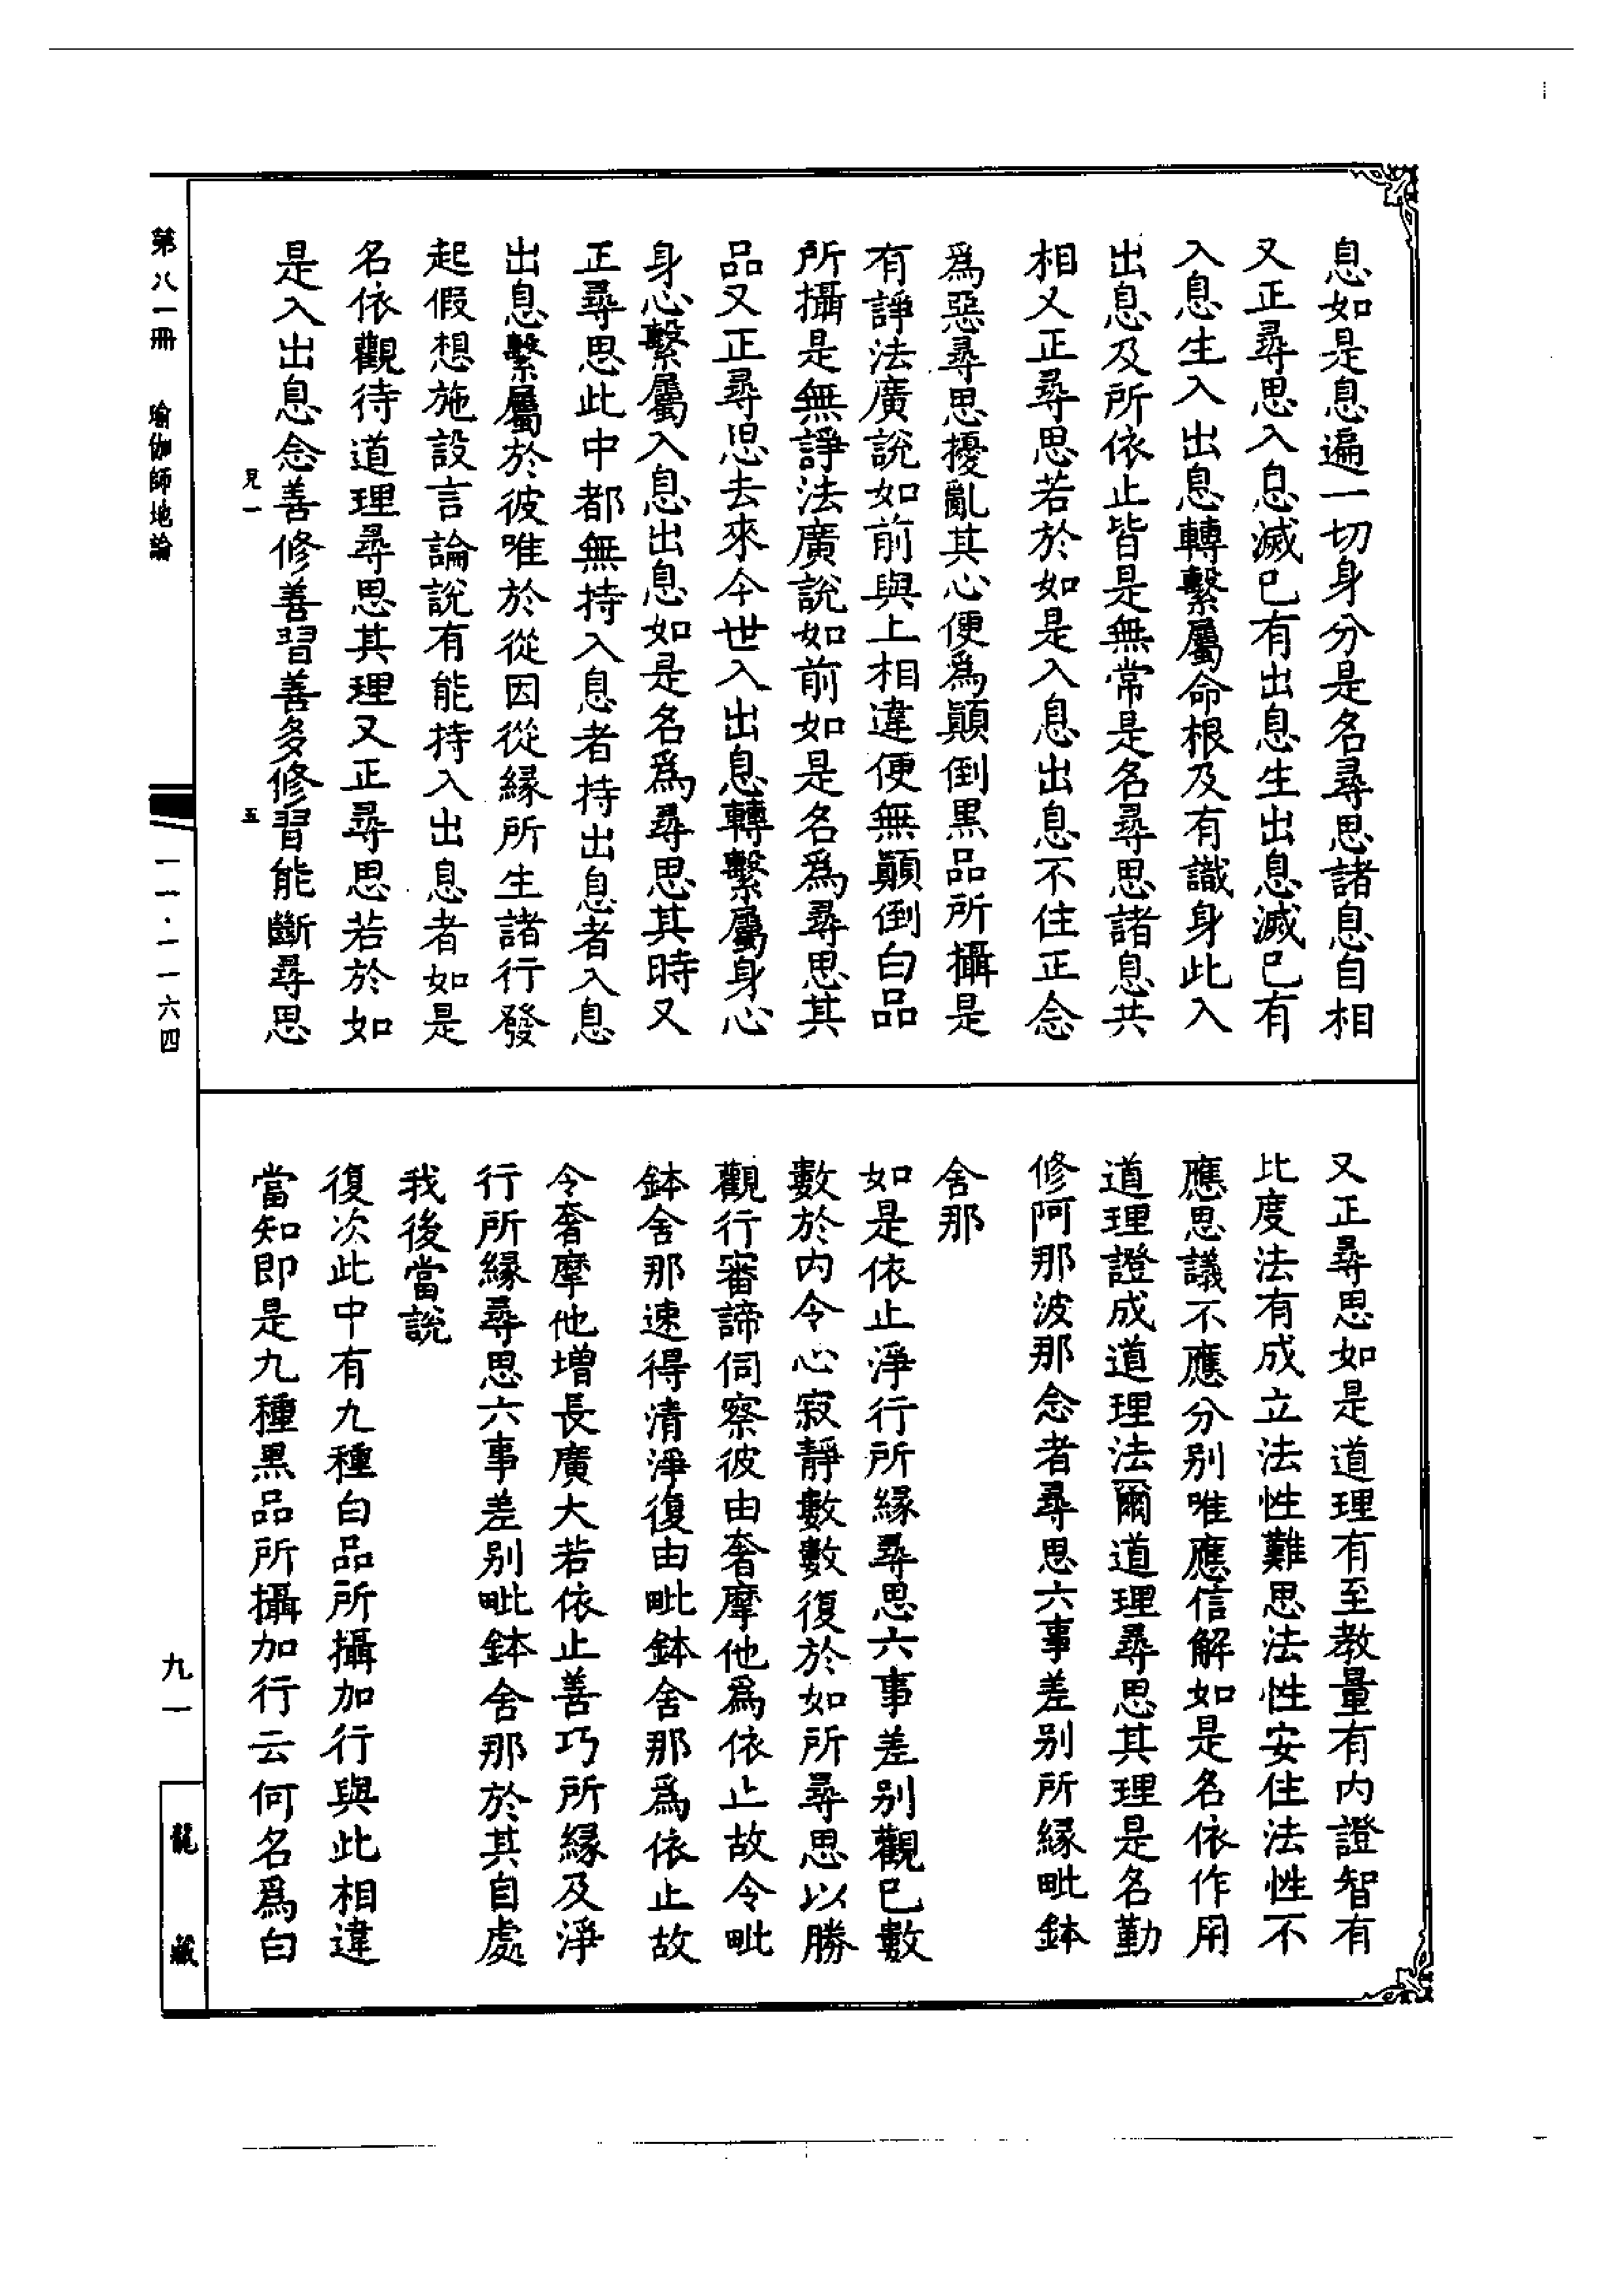 息如是息遍一切身分是名尋思諸息自相
又正尋思入息滅已有出息生出息滅已有
入息生入出息轉繫屬命根及有識身此入
出息及所依止皆是無常是名尋思諸息共
相又正尋思若於如是入息出息不住正念
為惡尋思擾亂其心便為顛倒黑品所攝是
有諍法廣說如前與上相違便無顛倒白品
所攝是無諍法廣說如前如是名為尋思其
品又正尋思去來今世入出息轉繫屬身心
身心繫屬入息出息如是名為尋思其時又
正尋思此中都無持入息者持出息者入息
出息繫屬於彼唯於從因從緣所生諸行發
起假想施設言論說有能持入出息者如是
名依觀待道理尋思其理又正尋思若於如
是入出息念善修善習善多修習能斷尋思
又正尋思如是道理有至教量有內證智有
比度法有成立法性難思法性安住法性不
應思議不應分別唯應信解如是名依作用
道理證成道理法爾道理尋思其理是名勤
修阿那波那念者尋思六事差別所緣毗鉢
舍那
如是依止淨行所緣尋思六事差別觀已數
數於內令心寂靜數數復於如所尋思以勝
觀行審諦伺察彼由奢摩他為依止故令毗
鉢舍那速得清淨復由毗鉢舍那為依止故
令奢摩他增長廣大若依止善巧所緣及淨
行所緣尋思六事差別毗鉢舍那於其自處
我後當說
復次此中有九種白品所攝加行與此相違
當知即是九種黑品所攝加行云何名為白
第八一冊 瑜伽師地論
見一 五
一一·一一六四
九一
龍藏